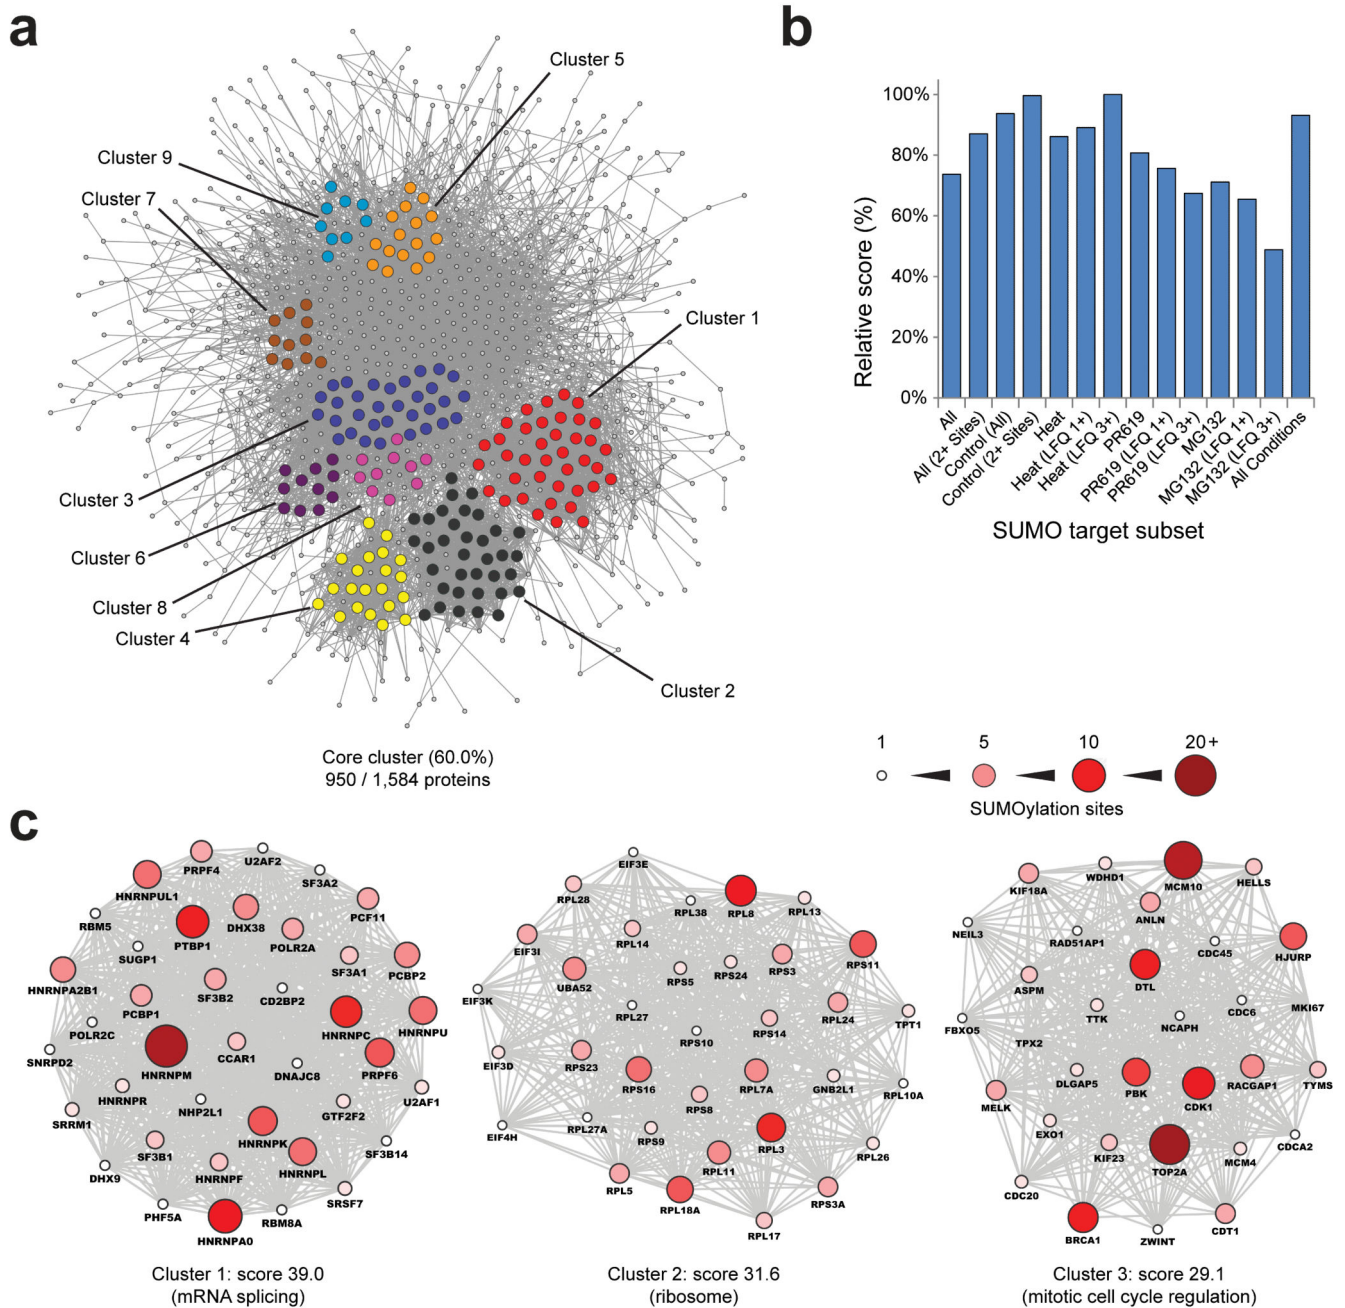 a
Cluster 5
Cluster 9
Cluster 7
Cluster 1
Cluster 3
Cluster 6
Cluster 8
Cluster 4
Cluster 2
Core cluster (60.0%)
950 / 1,584 proteins
b
Relative score (%)
100%
80%
60%
40%
20%
0%
All
All (2+ Sites)
Control (All)
Control (2+ Sites)
Heat
Heat (LFQ 1+)
Heat (LFQ 3+)
PR619
PR619 (LFQ 1+)
PR619 (LFQ 3+)
MG132
MG132 (LFQ 1+)
MG132 (LFQ 3+)
All Conditions
SUMO target subset
1
5
10
20+
SUMOylation sites
c
PRPF4
U2AF2
SF3A2
HNRNPUL1
PCF11
RBM5
PTBP1
DHX38
POLR2A
SUGP1
SF3A1
PCBP2
HNRNPA2B1
SF3B2
CD2BP2
PCBP1
HNRNPC
HNRNPU
POLR2C
SNRPD2
HNRNPM
CCAR1
DNAJC8
PRPF6
HNRNPR
NHP2L1
GTF2F2
U2AF1
SRRM1
HNRNPK
SF3B1
HNRNPL
SF3B14
DHX9
HNRNPF
SRSF7
PHF5A
HNRNPA0
RBM8A
Cluster 1: score 39.0
(mRNA splicing)
EIF3E
RPL28
RPL38
RPL8
RPL13
EIF3I
RPL14
RPS11
UBA52
RPS5
RPS24
RPS3
EIF3K
RPL27
RPS14
RPL24
TPT1
RPS10
EIF3D
RPS23
RPS16
RPL7A
GNB2L1
RPL10A
RPS8
EIF4H
RPL27A
RPS9
RPL3
RPL26
RPL11
RPL5
RPL18A
RPS3A
RPL17
Cluster 2: score 31.6
(ribosome)
KIF18A
WDHD1
MCM10
HELLS
ANLN
NEIL3
RAD51AP1
CDC45
HJURP
ASPM
DTL
FBXO5
TTK
NCAPH
CDC6
MKI67
TPX2
DLGAP5
PBK
CDK1
RACGAP1
TYMS
MELK
EXO1
KIF23
TOP2A
MCM4
CDCA2
CDC20
BRCA1
ZWINT
CDT1
Cluster 3: score 29.1
(mitotic cell cycle regulation)